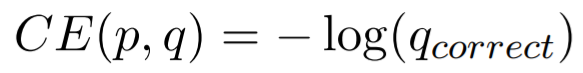 CE(p, q) = − log(q_correct)